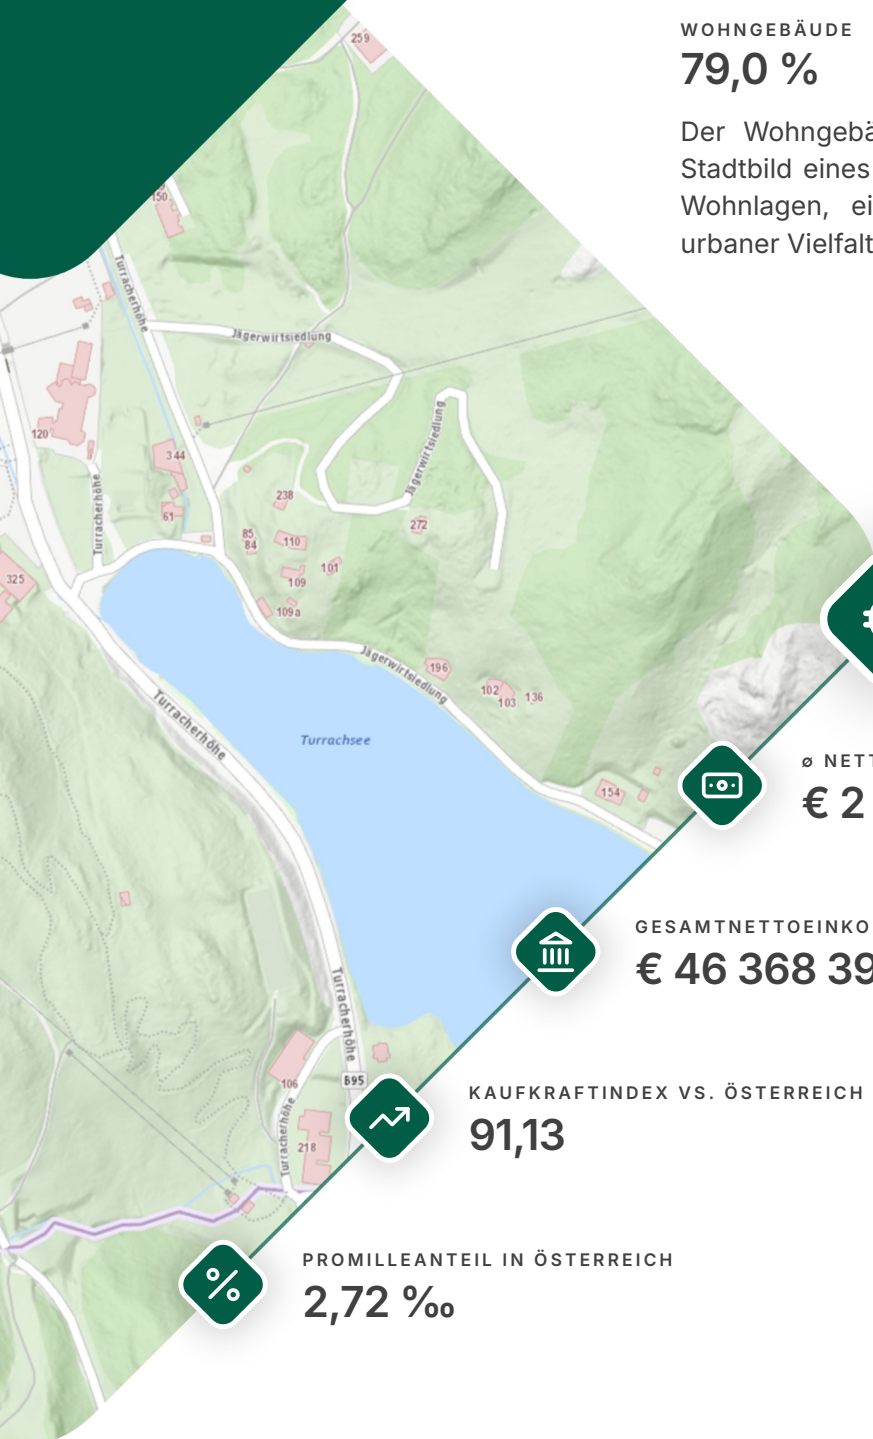 WOHNGEBÄUDE
79,0 %
Der Wohngebä
Stadtbild eines
Wohnlagen, ei
urbaner Vielfalt
259
150
Turracherhöhe
Jägerwirtsiedlung
Jägerwirtsiedlung
120
344
Turracherhöhe
238
61
272
85
84
110
101
325
109
109a
Jägerwirtsiedlung
196
102
103
136
Turracherhöhe
Turrachsee
154
ø NETT
€ 2
GESAMTNETTOEINKO
€ 46 368 39
Turracherhöhe
B95
106
KAUFKRAFTINDEX VS. ÖSTERREICH
91,13
Turracherhöhe
218
PROMILLEANTEIL IN ÖSTERREICH
2,72 ‰